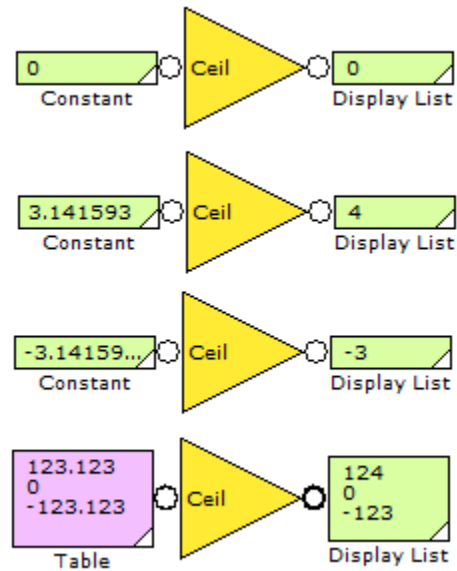 0
Ceil
0
Constant
Display List
3.141593
Ceil
4
Constant
Display List
-3.14159...
Ceil
-3
Constant
Display List
123.123
0
-123.123
Ceil
124
0
-123
Table
Display List